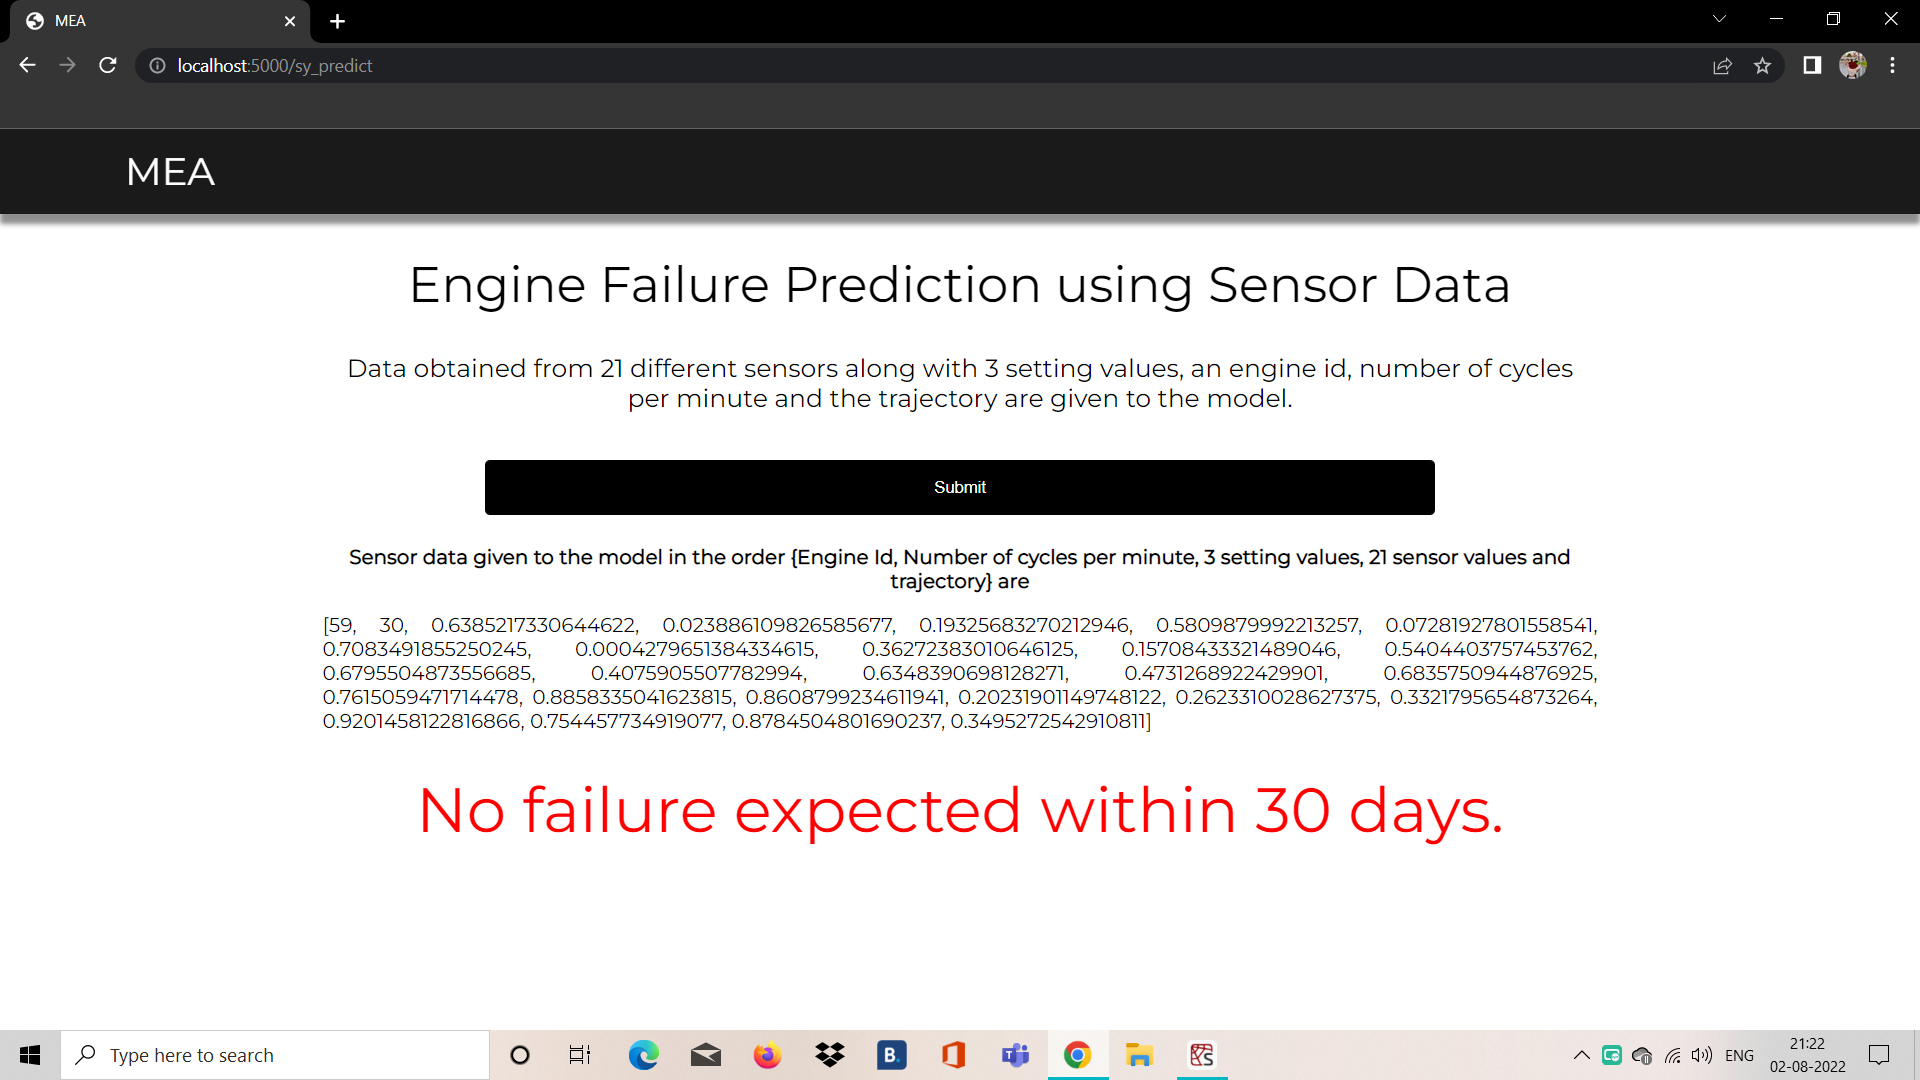 MEA
localhost:5000/sy_predict
MEA
Engine Failure Prediction using Sensor Data
Data obtained from 21 different sensors along with 3 setting values, an engine id, number of cycles
per minute and the trajectory are given to the model.
Submit
Sensor data given to the model in the order {Engine Id, Number of cycles per minute, 3 setting values, 21 sensor values and
trajectory} are
[59, 30, 0.6385217330644622, 0.023886109826585677, 0.19325683270212946, 0.5809879992213257, 0.07281927801558541,
0.7083491855250245, 0.0004279651384334615, 0.36272383010646125, 0.15708433321489046, 0.5404403757453762,
0.6795504873556685, 0.4075905507782994, 0.6348390698128271, 0.4731268922429901, 0.6835750944876925,
0.7615059471714478, 0.8858335041623815, 0.8608799234611941, 0.20231901149748122, 0.2623310028627375, 0.3321795654873264,
0.9201458122816866, 0.754457734919077, 0.8784504801690237, 0.3495272542910811]
No failure expected within 30 days.
Type here to search
B.
ENG
21:22
02-08-2022